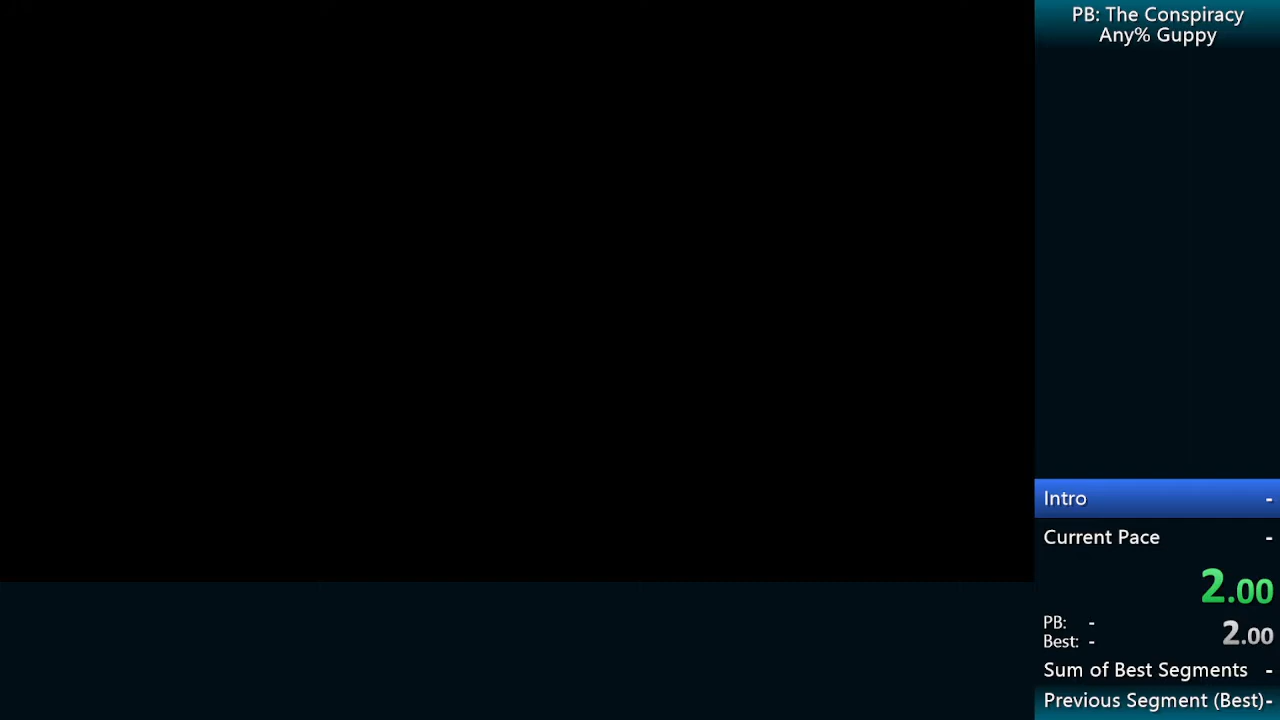 PB: The Conspiracy
Any% Guppy
Intro -
Current Pace -
2.00
PB: -
Best: - 2.00
Sum of Best Segments -
Previous Segment (Best)-